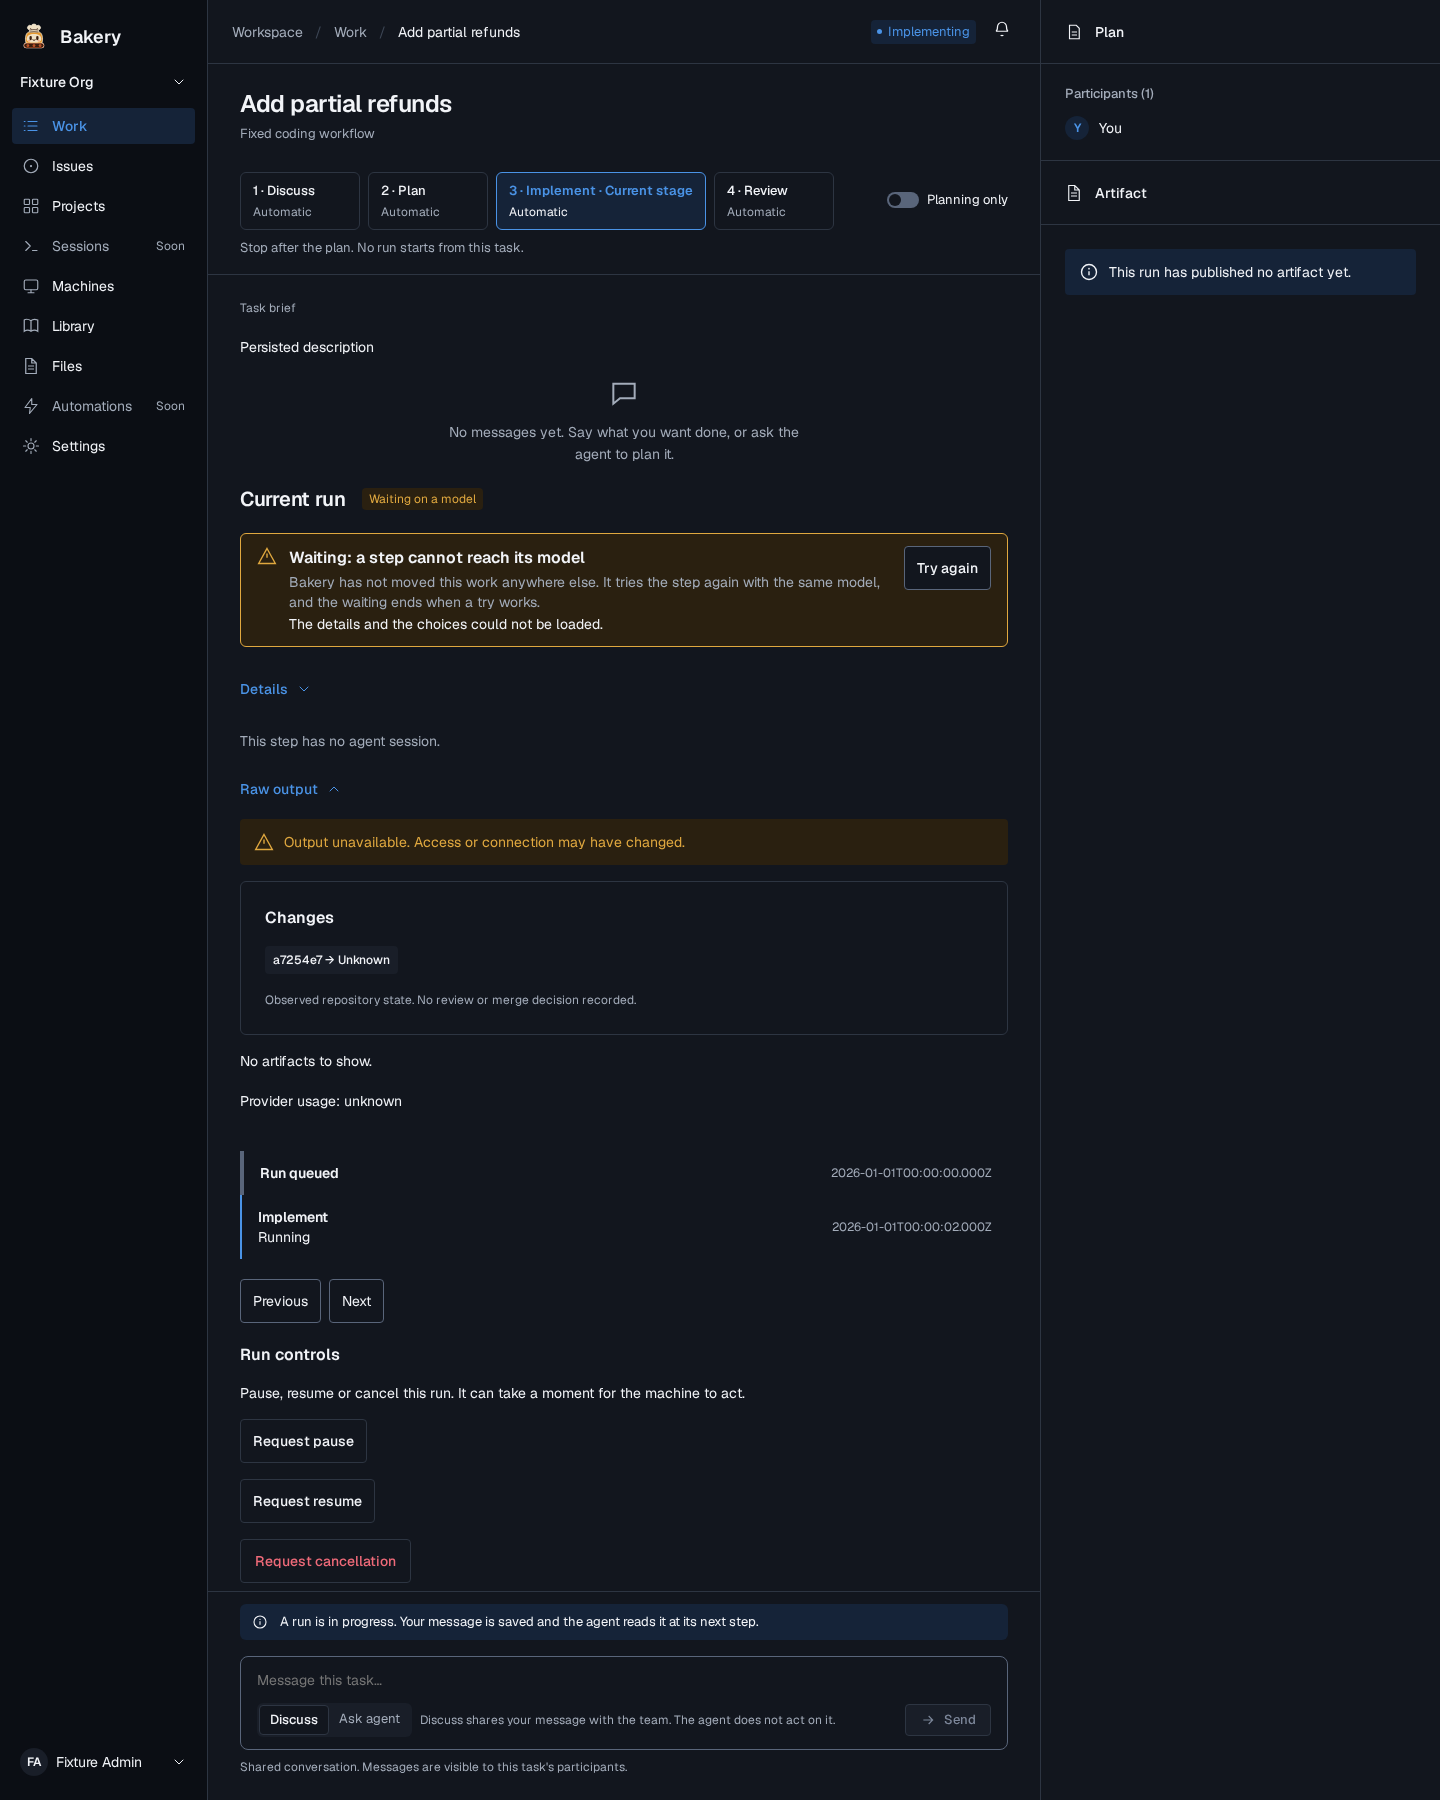 Bakery
Fixture Org
Work
Issues
Projects
Sessions Soon
Machines
Library
Files
Automations Soon
Settings
FA Fixture Admin
Workspace / Work / Add partial refunds
Implementing
Add partial refunds
Fixed coding workflow
1 · Discuss
Automatic
2 · Plan
Automatic
3 · Implement · Current stage
Automatic
4 · Review
Automatic
Planning only
Stop after the plan. No run starts from this task.
Task brief
Persisted description
No messages yet. Say what you want done, or ask the
agent to plan it.
Current run Waiting on a model
Waiting: a step cannot reach its model
Bakery has not moved this work anywhere else. It tries the step again with the same model,
and the waiting ends when a try works.
The details and the choices could not be loaded.
Try again
Details
This step has no agent session.
Raw output
Output unavailable. Access or connection may have changed.
Changes
a7254e7 → Unknown
Observed repository state. No review or merge decision recorded.
No artifacts to show.
Provider usage: unknown
Run queued 2026-01-01T00:00:00.000Z
Implement
Running
2026-01-01T00:00:02.000Z
Previous Next
Run controls
Pause, resume or cancel this run. It can take a moment for the machine to act.
Request pause
Request resume
Request cancellation
A run is in progress. Your message is saved and the agent reads it at its next step.
Message this task…
Discuss Ask agent Discuss shares your message with the team. The agent does not act on it. → Send
Shared conversation. Messages are visible to this task's participants.
Plan
Participants (1)
Y You
Artifact
This run has published no artifact yet.